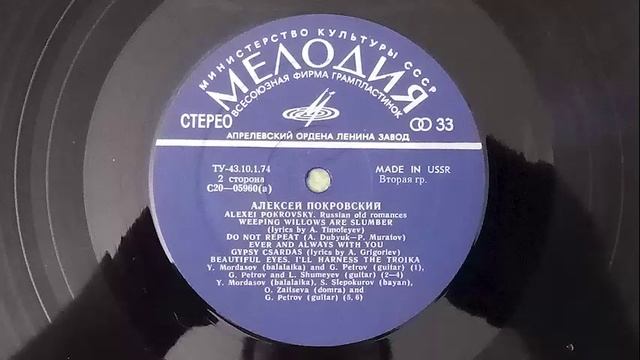 МИНИСТЕРСТВО КУЛЬТУРЫ СССР
МЕЛОДИЯ
ВСЕСОЮЗНАЯ ФИРМА ГРАМПЛАСТИНОК
СТЕРЕО 33
АПРЕЛЕВСКИЙ ОРДЕНА ЛЕНИНА ЗАВОД
ТУ-43.10.1.74 MADE IN USSR
2 сторона Вторая гр.
С20—05960(а)
АЛЕКСЕЙ ПОКРОВСКИЙ
ALEXEI POKROVSKY. Russian old romances
WEEPING WILLOWS ARE SLUMBER
(lyrics by A. Timofeyev)
DO NOT REPEAT (A. Dubyuk—P. Muratov)
EVER AND ALWAYS WITH YOU
GYPSY CSARDAS (lyrics by A. Grigoriev)
BEAUTIFUL EYES. I'LL HARNESS THE TROIKA
Y. Mordasov (balalaika) and G. Petrov (guitar) (1),
G. Petrov and L. Shumeyev (guitar) (2—4)
Y. Mordasov (balalaika), S. Slepokurov (bayan),
O. Zaitseva (domra) and
G. Petrov (guitar) (5, 6)